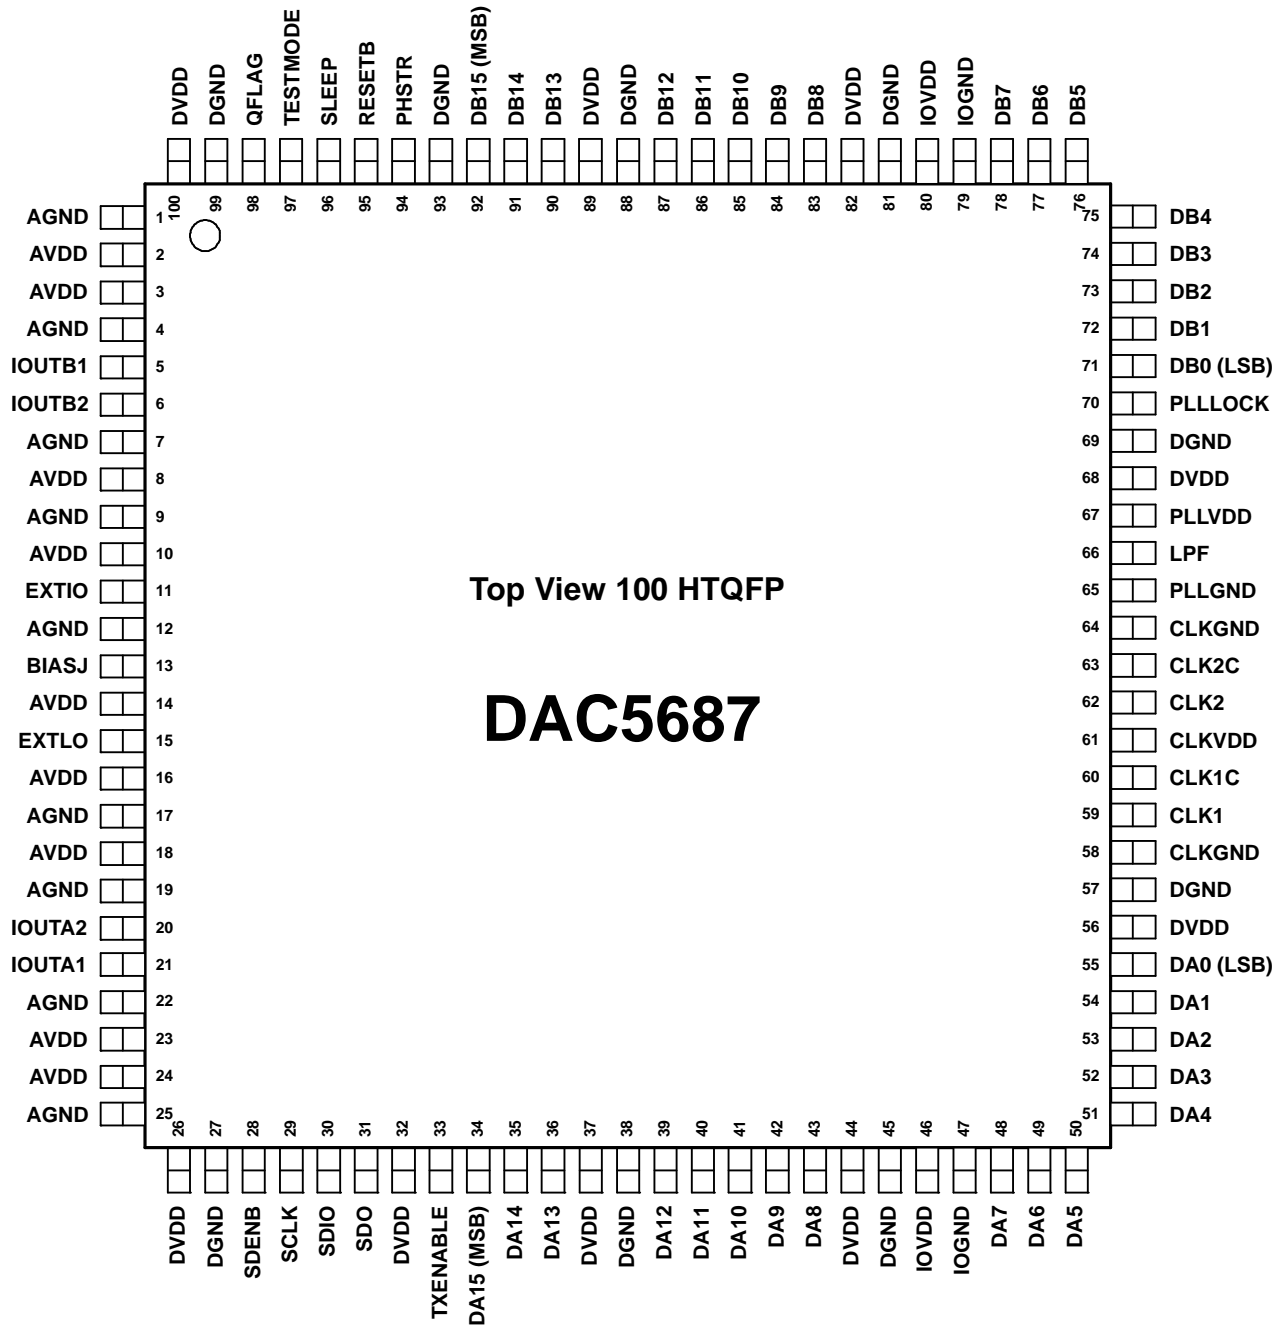 DVDD DGND QFLAG TESTMODE SLEEP RESETB PHSTR DGND DB15 (MSB) DB14 DB13 DVDD DGND DB12 DB11 DB10 DB9 DB8 DVDD DGND IOVDD IOGND DB7 DB6 DB5
100 99 98 97 96 95 94 93 92 91 90 89 88 87 86 85 84 83 82 81 80 79 78 77 76
AGND 1 75 DB4
AVDD 2 74 DB3
AVDD 3 73 DB2
AGND 4 72 DB1
IOUTB1 5 71 DB0 (LSB)
IOUTB2 6 70 PLLLOCK
AGND 7 69 DGND
AVDD 8 68 DVDD
AGND 9 67 PLLVDD
AVDD 10 66 LPF
EXTIO 11 65 PLLGND
Top View 100 HTQFP
AGND 12 64 CLKGND
BIASJ 13 63 CLK2C
AVDD 14 62 CLK2
DAC5687
EXTLO 15 61 CLKVDD
AVDD 16 60 CLK1C
AGND 17 59 CLK1
AVDD 18 58 CLKGND
AGND 19 57 DGND
IOUTA2 20 56 DVDD
IOUTA1 21 55 DA0 (LSB)
AGND 22 54 DA1
AVDD 23 53 DA2
AVDD 24 52 DA3
AGND 25 51 DA4
26 27 28 29 30 31 32 33 34 35 36 37 38 39 40 41 42 43 44 45 46 47 48 49 50
DVDD DGND SDENB SCLK SDIO SDO DVDD TXENABLE DA15 (MSB) DA14 DA13 DVDD DGND DA12 DA11 DA10 DA9 DA8 DVDD DGND IOVDD IOGND DA7 DA6 DA5